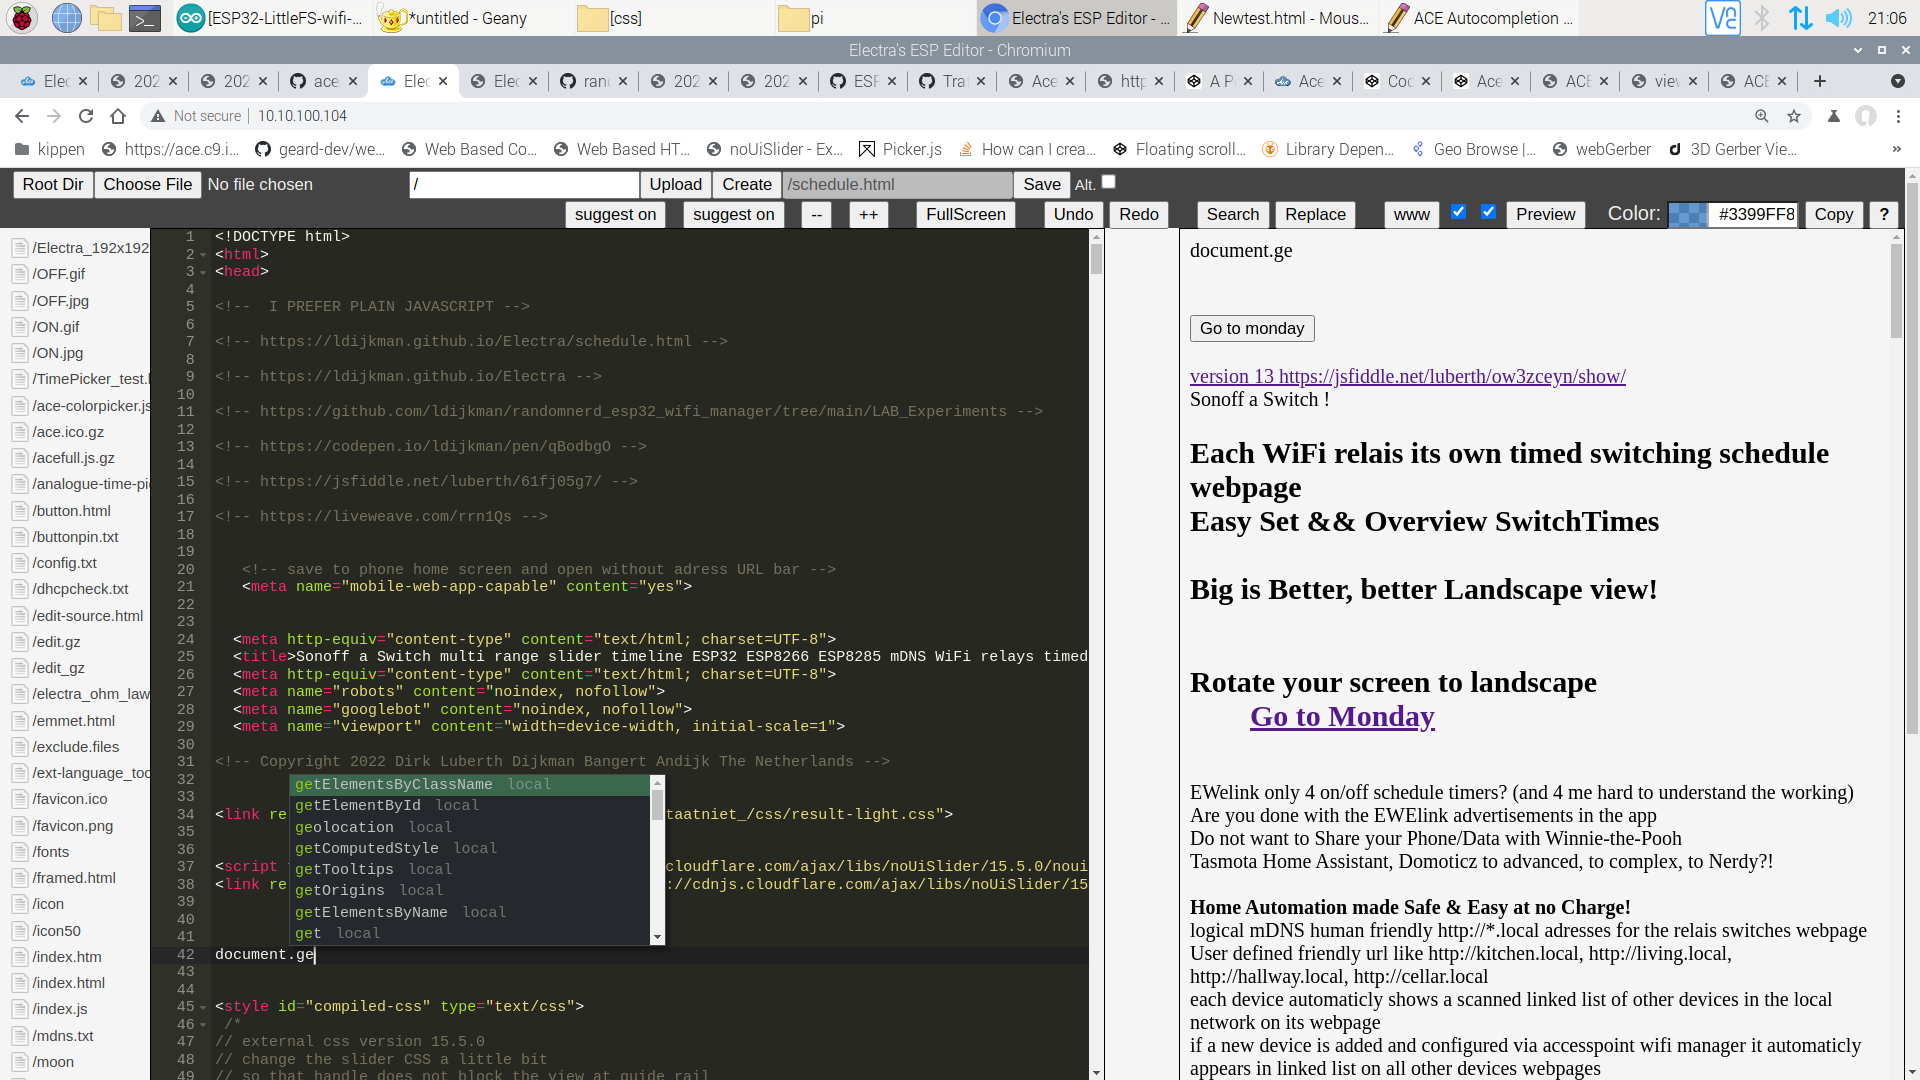 [ESP32-LittleFS-wifi-... *untitled - Geany [css] pi Electra's ESP Editor - ... Newtest.html - Mous... ACE Autocompletion ... 21:06
Electra's ESP Editor - Chromium
Elec 202 202 ace. Elec Elec ran 202 202 ESF Tra Ace http A P Ace Coc Ace ACE view ACE
Not secure 10.10.100.104
kippen https://ace.c9.i... geard-dev/we... Web Based Co... Web Based HT... noUiSlider - Ex... Picker.js How can I crea... Floating scroll... Library Depen... Geo Browse |... webGerber 3D Gerber Vie... »
Root Dir Choose File No file chosen / Upload Create /schedule.html Save Alt.
suggest on suggest on -- ++ FullScreen Undo Redo Search Replace www Preview Color: #3399FF8 Copy ?
/Electra_192x192
/OFF.gif
/OFF.jpg
/ON.gif
/ON.jpg
/TimePicker_test.h
/ace-colorpicker.js
/ace.ico.gz
/acefull.js.gz
/analogue-time-pic
/button.html
/buttonpin.txt
/config.txt
/dhcpcheck.txt
/edit-source.html
/edit.gz
/edit_gz
/electra_ohm_law
/emmet.html
/exclude.files
/ext-language_too
/favicon.ico
/favicon.png
/fonts
/framed.html
/icon
/icon50
/index.htm
/index.html
/index.js
/mdns.txt
/moon
1 <!DOCTYPE html>
2 <html>
3 <head>
4
5 <!--  I PREFER PLAIN JAVASCRIPT -->
6
7 <!-- https://ldijkman.github.io/Electra/schedule.html -->
8
9 <!-- https://ldijkman.github.io/Electra -->
10
11 <!-- https://github.com/ldijkman/randomnerd_esp32_wifi_manager/tree/main/LAB_Experiments -->
12
13 <!-- https://codepen.io/ldijkman/pen/qBodbgO -->
14
15 <!-- https://jsfiddle.net/luberth/61fj05g7/ -->
16
17 <!-- https://liveweave.com/rrn1Qs -->
18
19
20 <!-- save to phone home screen and open without adress URL bar -->
21 <meta name="mobile-web-app-capable" content="yes">
22
23
24 <meta http-equiv="content-type" content="text/html; charset=UTF-8">
25 <title>Sonoff a Switch multi range slider timeline ESP32 ESP8266 ESP8285 mDNS WiFi relays timed
26 <meta http-equiv="content-type" content="text/html; charset=UTF-8">
27 <meta name="robots" content="noindex, nofollow">
28 <meta name="googlebot" content="noindex, nofollow">
29 <meta name="viewport" content="width=device-width, initial-scale=1">
30
31 <!-- Copyright 2022 Dirk Luberth Dijkman Bangert Andijk The Netherlands -->
32
33
34 <link re taatniet_/css/result-light.css">
35
36
37 <script cloudflare.com/ajax/libs/noUiSlider/15.5.0/noui
38 <link re ://cdnjs.cloudflare.com/ajax/libs/noUiSlider/15
39
40
41
42 document.ge
43
44
45 <style id="compiled-css" type="text/css">
46 /*
47 // external css version 15.5.0
48 // change the slider CSS a little bit
49 // so that handle does not block the view at guide rail
getElementsByClassName local
getElementById local
geolocation local
getComputedStyle local
getTooltips local
getOrigins local
getElementsByName local
get local
document.ge
Go to monday
version 13 https://jsfiddle.net/luberth/ow3zceyn/show/
Sonoff a Switch !
Each WiFi relais its own timed switching schedule
webpage
Easy Set && Overview SwitchTimes
Big is Better, better Landscape view!
Rotate your screen to landscape
Go to Monday
EWelink only 4 on/off schedule timers? (and 4 me hard to understand the working)
Are you done with the EWElink advertisements in the app
Do not want to Share your Phone/Data with Winnie-the-Pooh
Tasmota Home Assistant, Domoticz to advanced, to complex, to Nerdy?!
Home Automation made Safe & Easy at no Charge!
logical mDNS human friendly http://*.local adresses for the relais switches webpage
User defined friendly url like http://kitchen.local, http://living.local,
http://hallway.local, http://cellar.local
each device automaticly shows a scanned linked list of other devices in the local
network on its webpage
if a new device is added and configured via accesspoint wifi manager it automaticly
appears in linked list on all other devices webpages